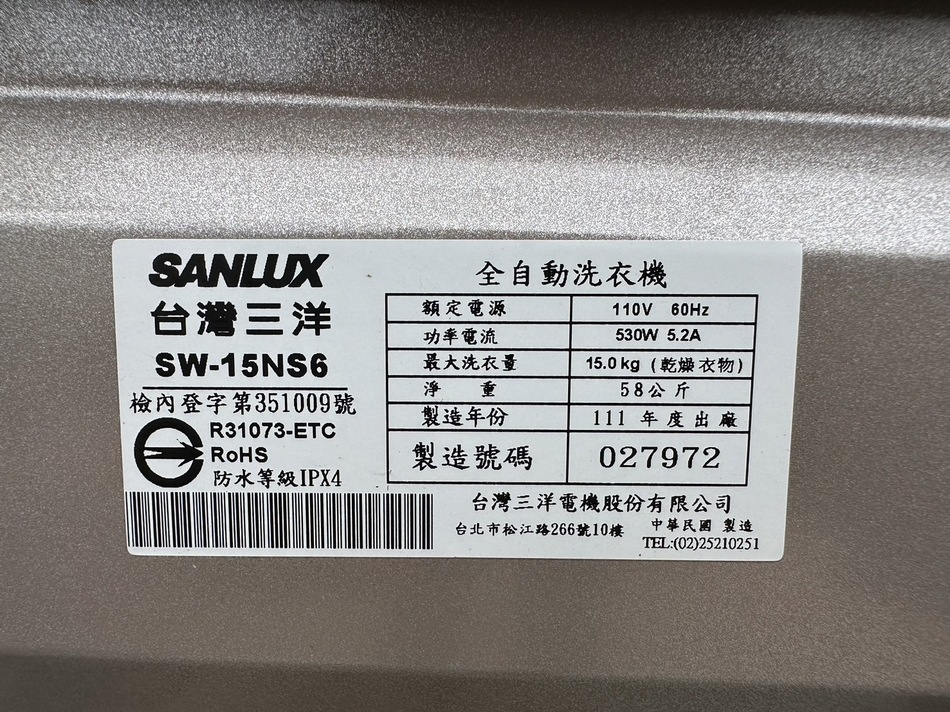 SANLUX
台灣三洋
SW-15NS6
檢內登字第351009號
R31073-ETC
RoHS
防水等級IPX4
全自動洗衣機
額定電源 110V 60Hz
功率電流 530W 5.2A
最大洗衣量 15.0kg (乾燥衣物)
淨重 58公斤
製造年份 111 年度出廠
製造號碼 027972
台灣三洋電機股份有限公司
台北市松江路266號10樓 中華民國 製造
TEL:(02)25210251